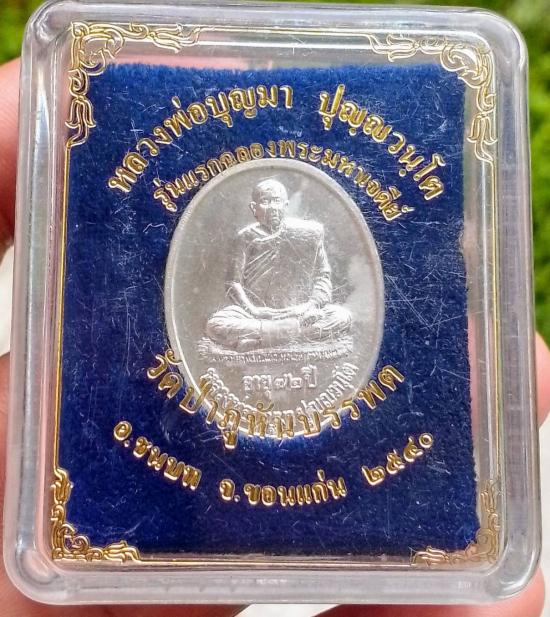 หลวงพ่อบุญมา ปุญฺญวนฺโต
รุ่นแรกฉลองพระมหาเจดีย์
อายุ ๗๒ ปี
วัดป่าภูหันบรรพต
อ.ชนบท จ.ขอนแก่น ๒๕๔๐